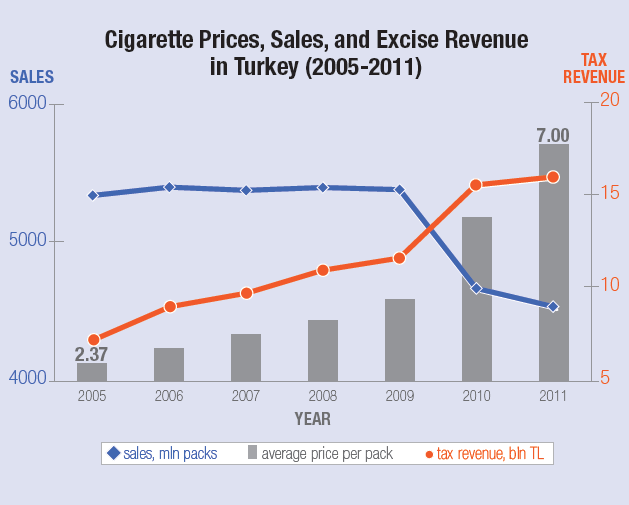 Cigarette Prices, Sales, and Excise Revenue
in Turkey (2005-2011)
SALES
TAX
REVENUE
6000
5000
4000
20
15
10
5
2.37
7.00
2005 2006 2007 2008 2009 2010 2011
YEAR
sales, mln packs average price per pack tax revenue, bln TL